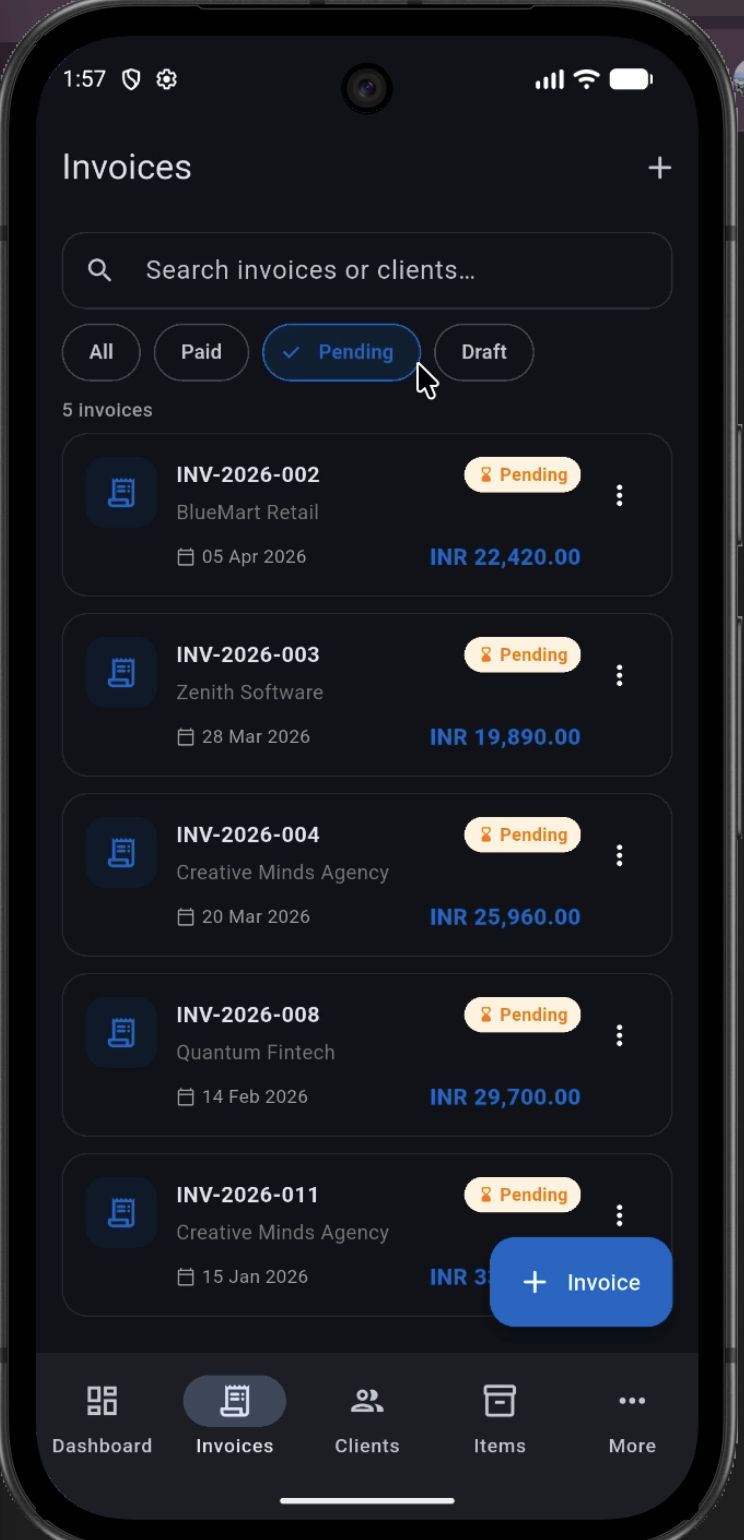 1:57
Invoices
Search invoices or clients…
All Paid Pending Draft
5 invoices
INV-2026-002 Pending
BlueMart Retail
05 Apr 2026 INR 22,420.00
INV-2026-003 Pending
Zenith Software
28 Mar 2026 INR 19,890.00
INV-2026-004 Pending
Creative Minds Agency
20 Mar 2026 INR 25,960.00
INV-2026-008 Pending
Quantum Fintech
14 Feb 2026 INR 29,700.00
INV-2026-011 Pending
Creative Minds Agency
15 Jan 2026 INR
Invoice
Dashboard Invoices Clients Items More